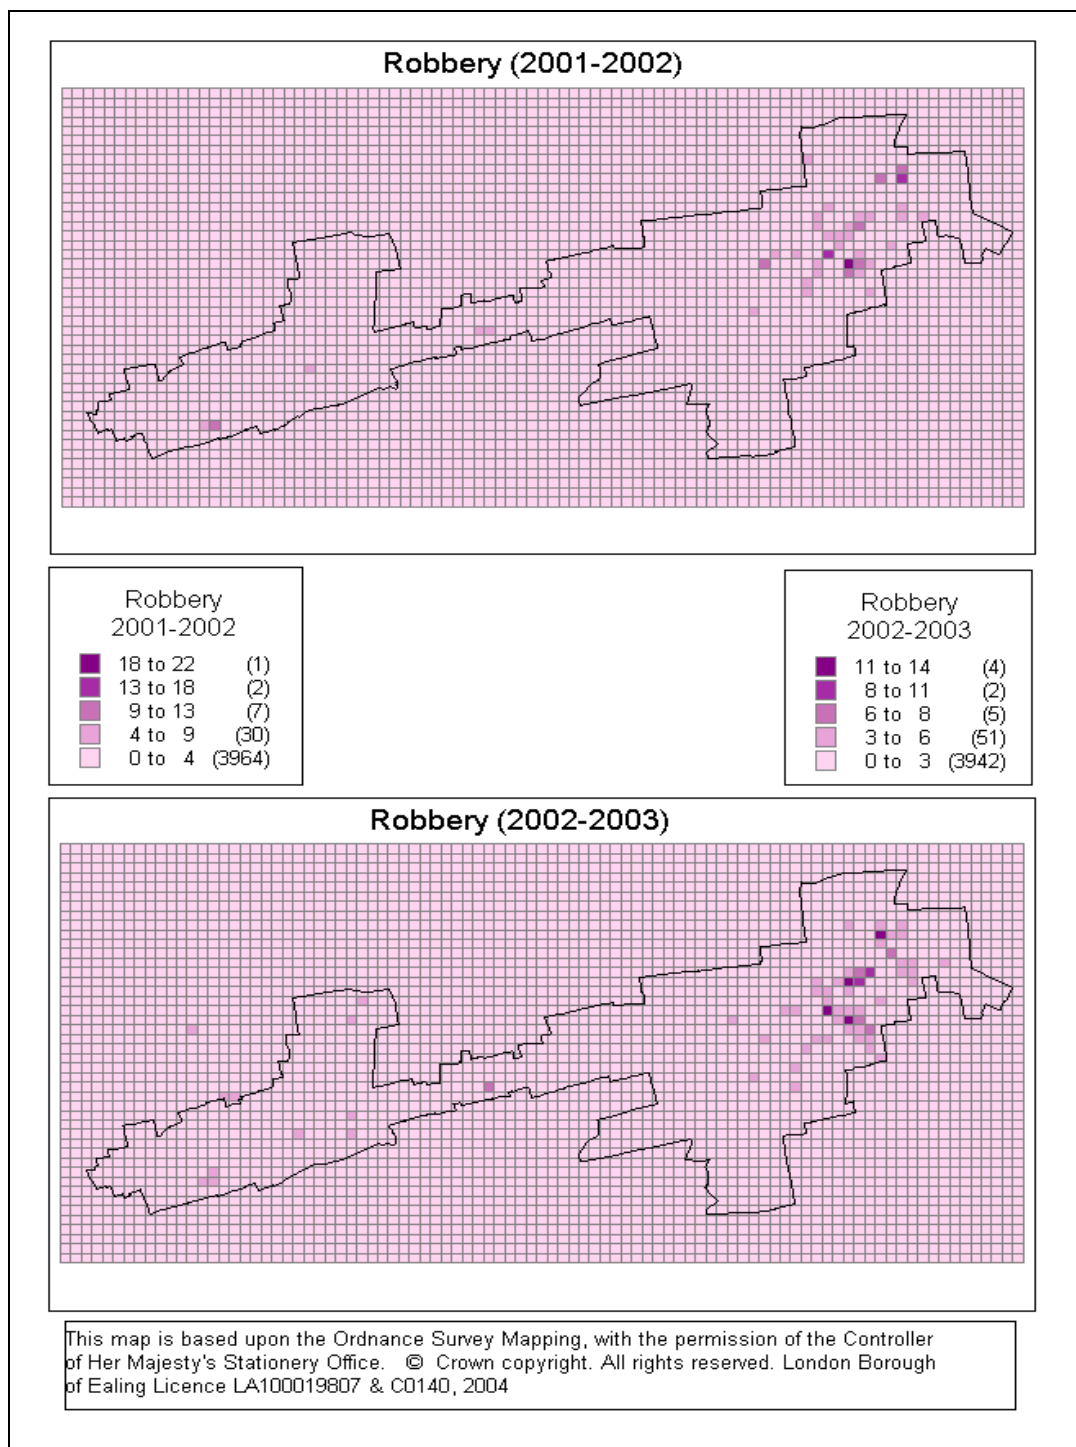 Robbery (2001-2002)
Robbery
2001-2002
18 to 22 (1)
13 to 18 (2)
9 to 13 (7)
4 to 9 (30)
0 to 4 (3964)
Robbery
2002-2003
11 to 14 (4)
8 to 11 (2)
6 to 8 (5)
3 to 6 (51)
0 to 3 (3942)
Robbery (2002-2003)
This map is based upon the Ordnance Survey Mapping, with the permission of the Controller
of Her Majesty's Stationery Office. © Crown copyright. All rights reserved. London Borough
of Ealing Licence LA100019807 & C0140, 2004